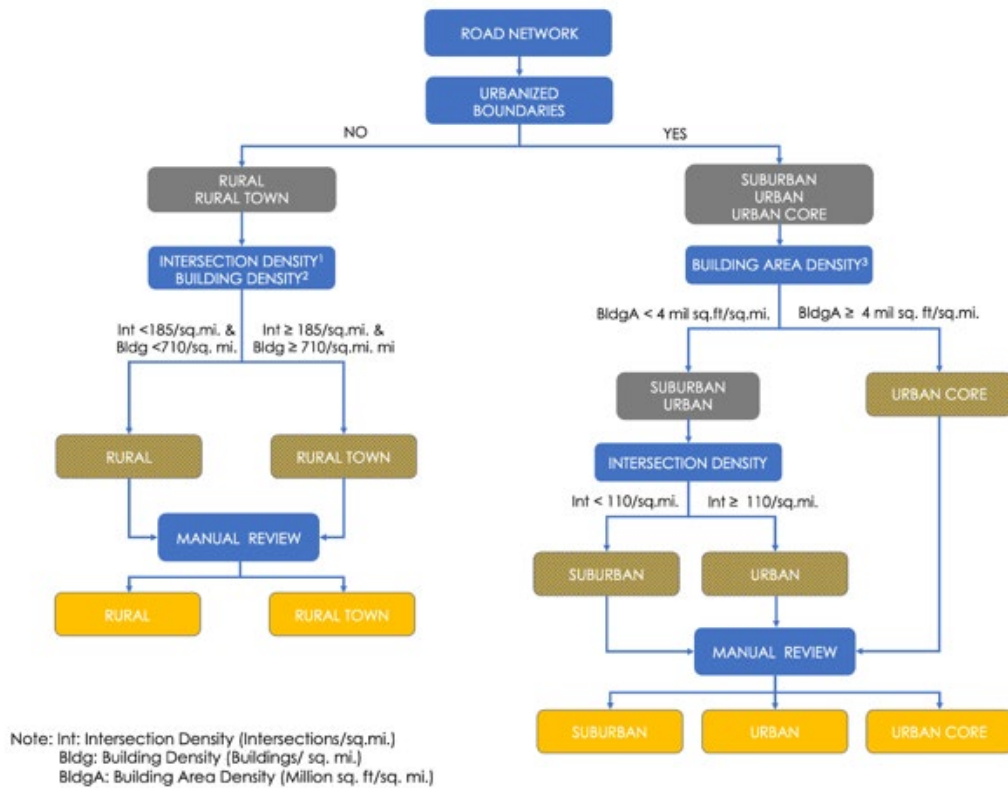 ROAD NETWORK
URBANIZED
BOUNDARIES
NO
YES
RURAL
RURAL TOWN
SUBURBAN
URBAN
URBAN CORE
INTERSECTION DENSITY¹
BUILDING DENSITY²
BUILDING AREA DENSITY³
Int <185/sq.mi. &
Bldg <710/sq. mi.
Int ≥ 185/sq.mi. &
Bldg ≥ 710/sq.mi. mi
BldgA < 4 mil sq.ft/sq.mi.
BldgA ≥ 4 mil sq. ft/sq.mi.
SUBURBAN
URBAN
URBAN CORE
RURAL
RURAL TOWN
INTERSECTION DENSITY
Int < 110/sq.mi.
Int ≥ 110/sq.mi.
MANUAL REVIEW
SUBURBAN
URBAN
RURAL
RURAL TOWN
MANUAL REVIEW
SUBURBAN
URBAN
URBAN CORE
Note: Int: Intersection Density (Intersections/sq.mi.)
Bldg: Building Density (Buildings/ sq. mi.)
BldgA: Building Area Density (Million sq. ft/sq. mi.)